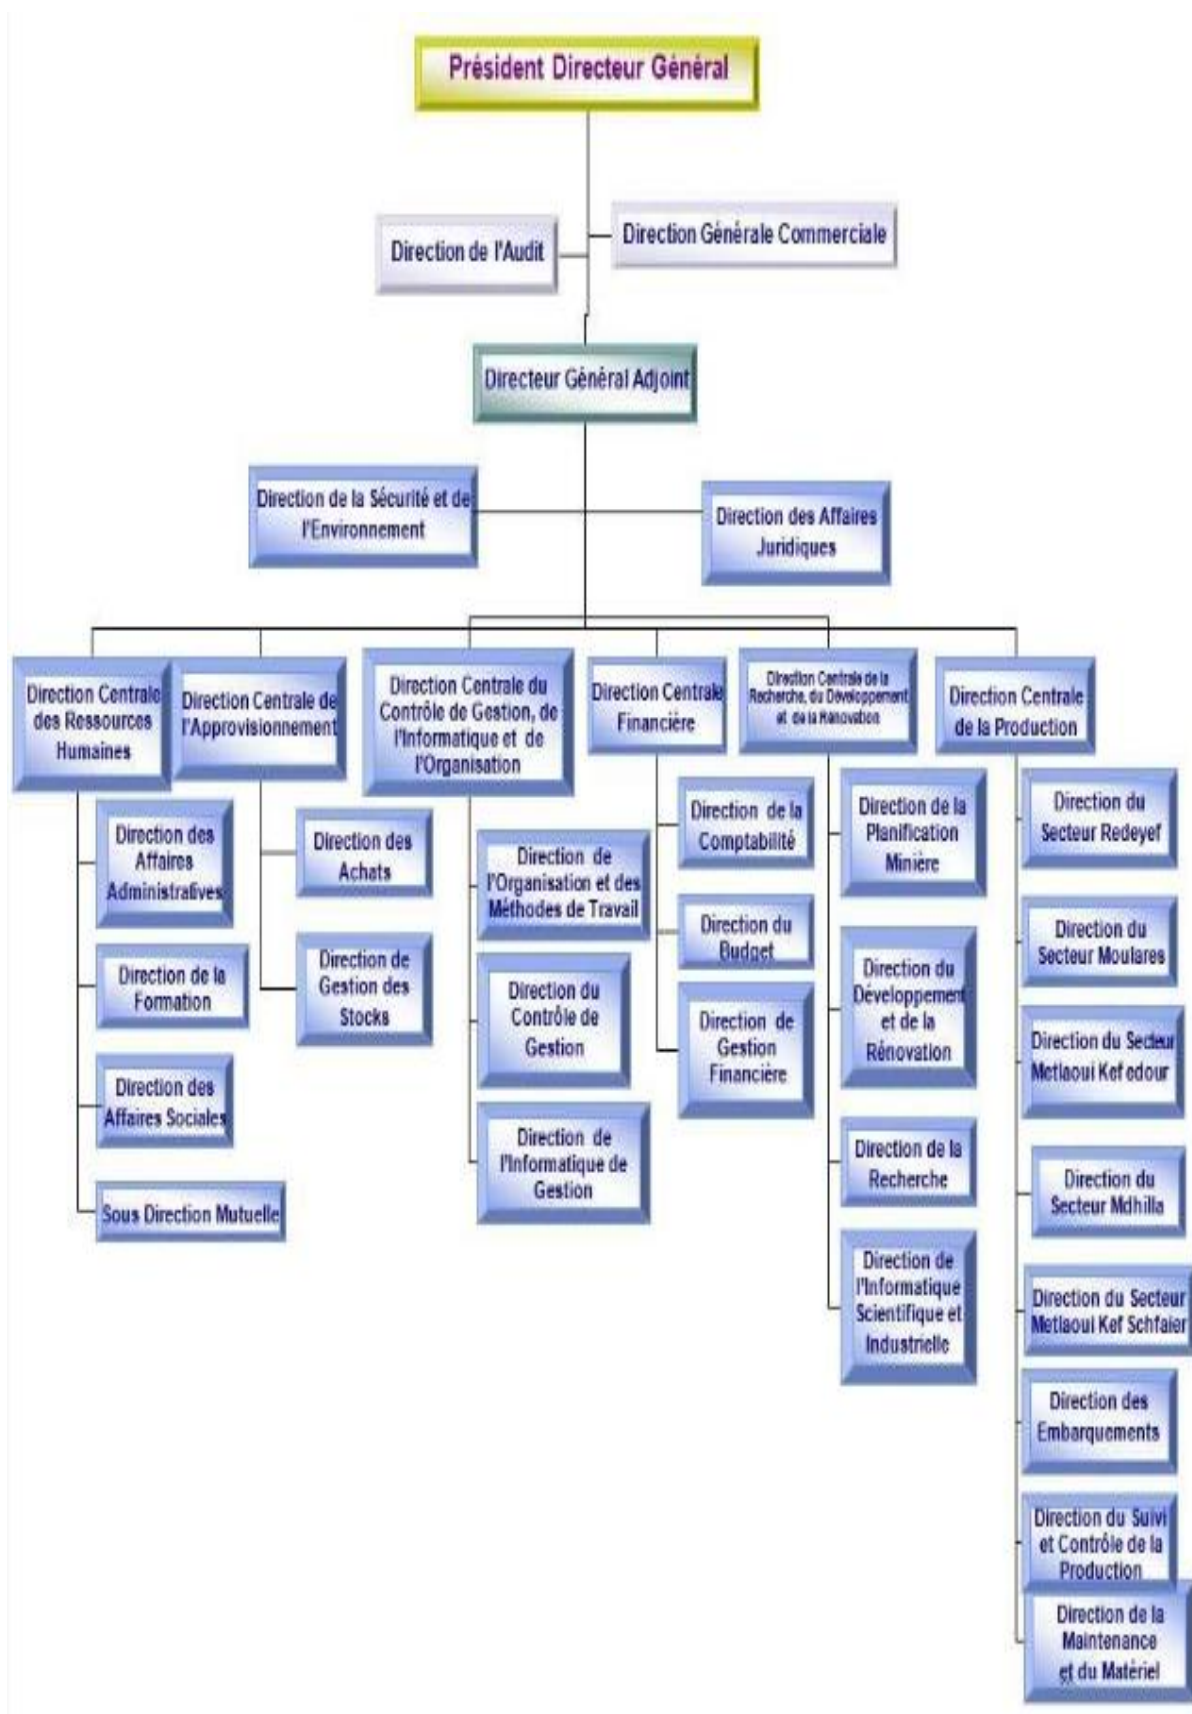 Président Directeur Général
Direction Générale Commerciale
Direction de l'Audit
Directeur Général Adjoint
Direction de la Sécurité et de
l'Environnement
Direction des Affaires
Juridiques
Direction Centrale
des Ressources
Humaines
Direction des
Affaires
Administratives
Direction de la
Formation
Direction des
Affaires Sociales
Sous Direction Mutuelle
Direction Centrale de
l'Approvisionnement
Direction des
Achats
Direction de
Gestion des
Stocks
Direction Centrale du
Contrôle de Gestion, de
l'Informatique et de
l'Organisation
Direction de
l'Organisation et des
Méthodes de Travail
Direction du
Contrôle de
Gestion
Direction de
l'Informatique de
Gestion
Direction Centrale
Financière
Direction de la
Comptabilité
Direction du
Budget
Direction de
Gestion
Financière
Direction Centrale de la
Recherche, du Développement
et de la Rénovation
Direction de la
Planification
Minière
Direction du
Développement
et de la
Rénovation
Direction de la
Recherche
Direction de
l'Informatique
Scientifique et
Industrielle
Direction Centrale
de la Production
Direction du
Secteur Redeyef
Direction du
Secteur Moulares
Direction du Secteur
Metlaoui Kef edour
Direction du
Secteur Mdhilla
Direction du Secteur
Metlaoui Kef Schfaier
Direction des
Embarquements
Direction du Suivi
et Contrôle de la
Production
Direction de la
Maintenance
et du Matériel